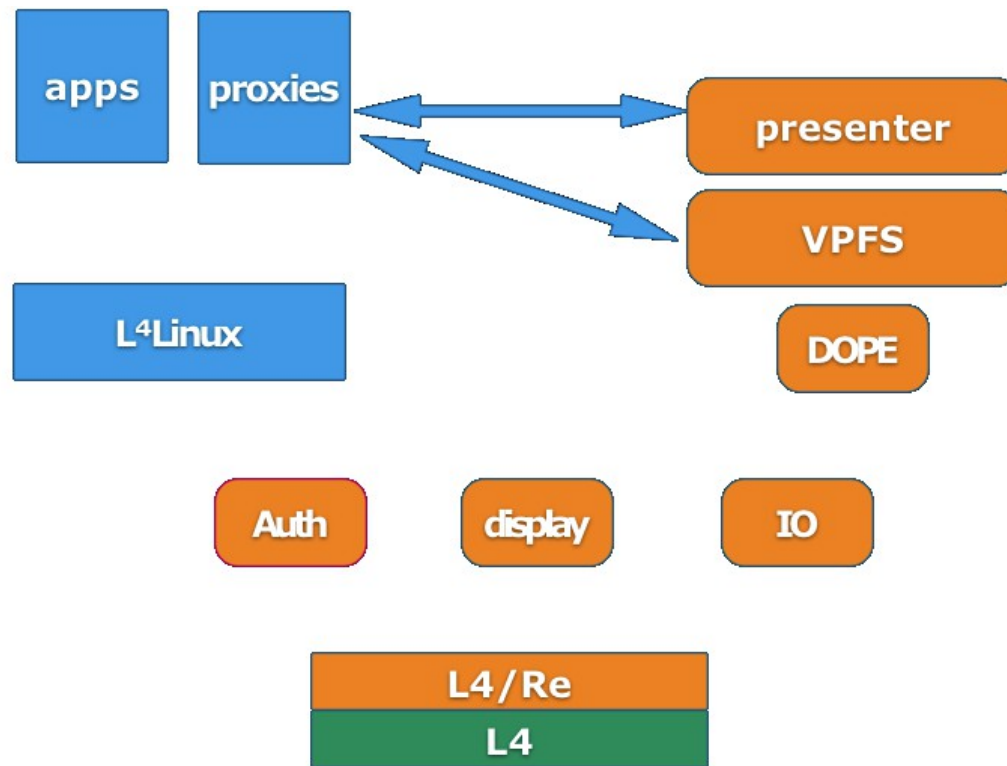 apps
proxies
presenter
VPFS
L⁴Linux
DOPE
Auth
display
IO
L4/Re
L4